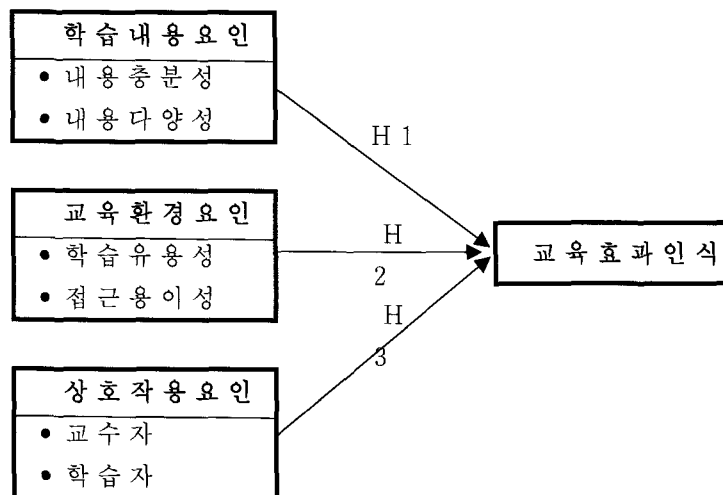 학습내용요인
• 내용충분성
• 내용다양성
H 1
교육환경요인
• 학습유용성
• 접근용이성
H
2
교육효과인식
H
3
상호작용요인
• 교수자
• 학습자